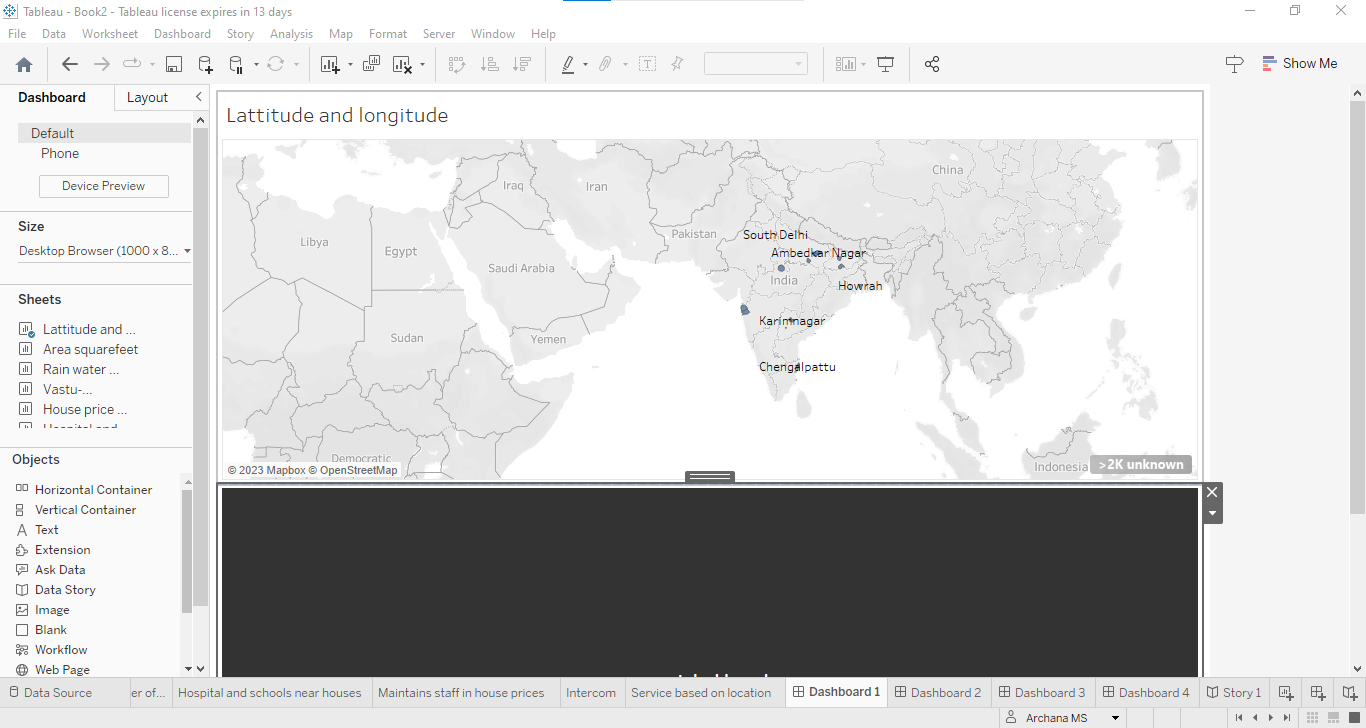 Tableau - Book2 - Tableau license expires in 13 days
File Data Worksheet Dashboard Story Analysis Map Format Server Window Help
Show Me
Dashboard Layout
Default
Phone
Device Preview
Size
Desktop Browser (1000 x 8...
Sheets
Lattitude and ...
Area squarefeet
Rain water ...
Vastu-...
House price ...
Hospital and
Objects
Horizontal Container
Vertical Container
Text
Extension
Ask Data
Data Story
Image
Blank
Workflow
Web Page
Lattitude and longitude
China
Iraq
Iran
Pakistan
South Delhi
Libya
Egypt
Ambedkar Nagar
Saudi Arabia
India
Howrah
Karimnagar
Sudan
Yemen
Chengalpattu
Democratic
Indonesia
>2K unknown
© 2023 Mapbox © OpenStreetMap
Data Source er of... Hospital and schools near houses Maintains staff in house prices Intercom Service based on location Dashboard 1 Dashboard 2 Dashboard 3 Dashboard 4 Story 1
Archana MS